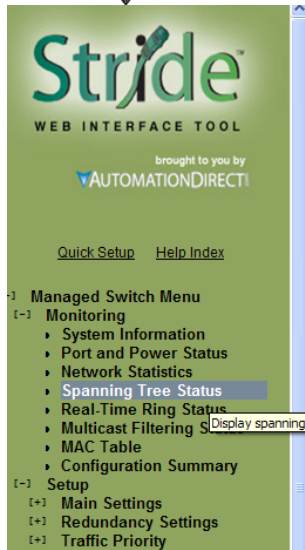 Stride
WEB INTERFACE TOOL
brought to you by
AUTOMATIONDIRECT
Quick Setup Help Index
Managed Switch Menu
[-] Monitoring
System Information
Port and Power Status
Network Statistics
Spanning Tree Status
Real-Time Ring Status
Display spanning
Multicast Filtering
MAC Table
Configuration Summary
[-] Setup
[+] Main Settings
[+] Redundancy Settings
[+] Traffic Priority